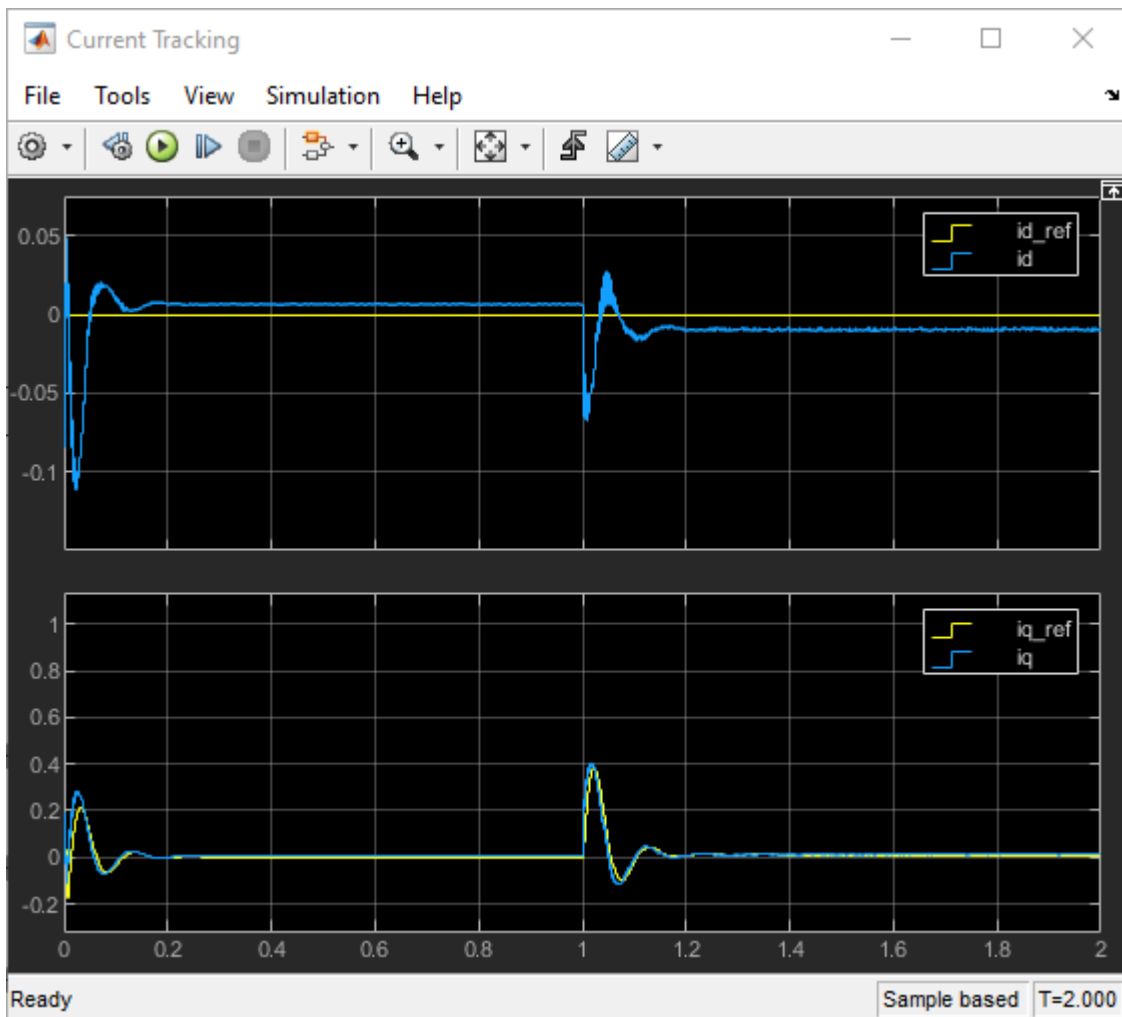 Current Tracking
File Tools View Simulation Help
id_ref
id
0.05
0
-0.05
-0.1
iq_ref
iq
1
0.8
0.6
0.4
0.2
0
-0.2
0 0.2 0.4 0.6 0.8 1 1.2 1.4 1.6 1.8 2
Ready Sample based T=2.000